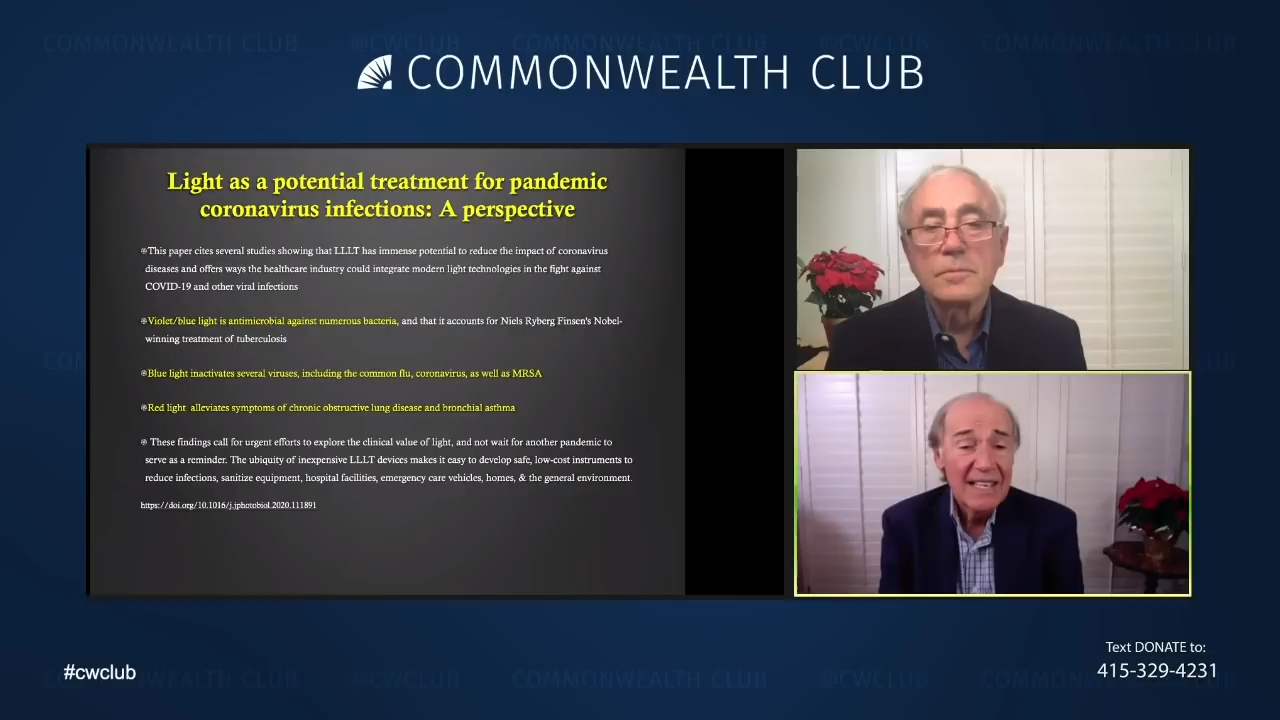 COMMONWEALTH CLUB @CWCLUB COMMONWEALTH CLUB @CWCLUB COMMONWEALTH CLUB
COMMONWEALTH CLUB
Light as a potential treatment for pandemic
coronavirus infections: A perspective
This paper cites several studies showing that LLLT has immense potential to reduce the impact of coronavirus
diseases and offers ways the healthcare industry could integrate modern light technologies in the fight against
COVID-19 and other viral infections
Violet/blue light is antimicrobial against numerous bacteria, and that it accounts for Niels Ryberg Finsen's Nobel-
winning treatment of tuberculosis
Blue light inactivates several viruses, including the common flu, coronavirus, as well as MRSA
Red light alleviates symptoms of chronic obstructive lung disease and bronchial asthma
These findings call for urgent efforts to explore the clinical value of light, and not wait for another pandemic to
serve as a reminder. The ubiquity of inexpensive LLLT devices makes it easy to develop safe, low-cost instruments to
reduce infections, sanitize equipment, hospital facilities, emergency care vehicles, homes, & the general environment.
https://doi.org/10.1016/j.jphotobiol.2020.111891
#cwclub
Text DONATE to:
415-329-4231